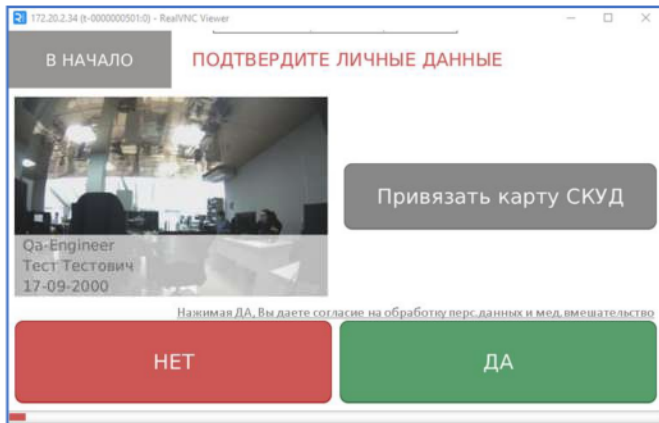 172.20.2.34 (t-0000000501:0) - RealVNC Viewer
В НАЧАЛО
ПОДТВЕРДИТЕ ЛИЧНЫЕ ДАННЫЕ
Привязать карту СКУД
Qa-Engineer
Тест Тестович
17-09-2000
Нажимая ДА, Вы даете согласие на обработку перс.данных и мед.вмешательство
НЕТ
ДА